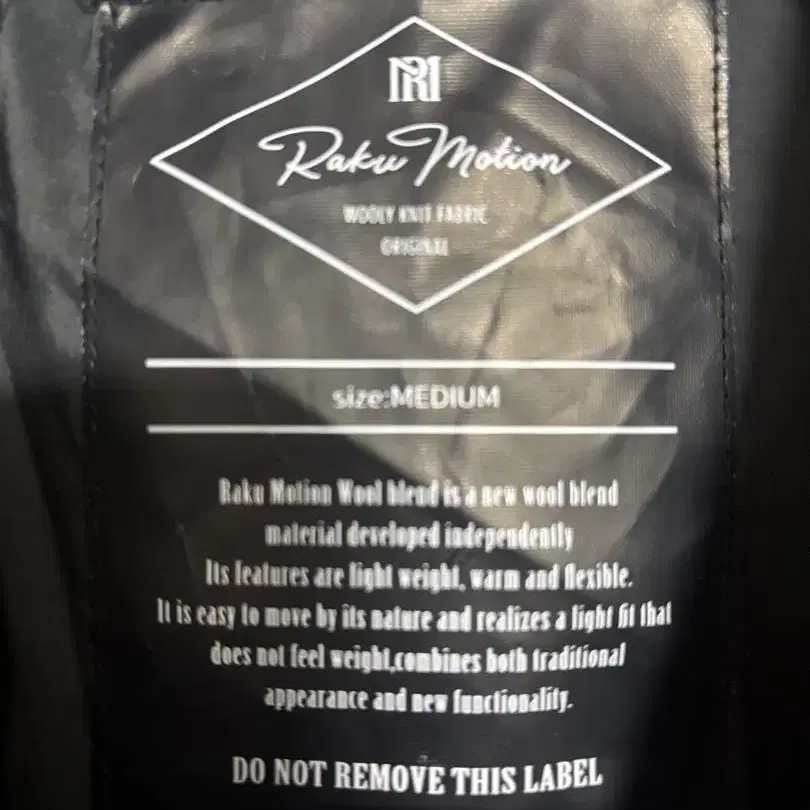 RM
Raku Motion
WOOLY KNIT FABRIC
ORIGINAL
size:MEDIUM
Raku Motion Wool blend is a new wool blend
material developed independently
Its features are light weight, warm and flexible.
It is easy to move by its nature and realizes a light fit that
does not feel weight,combines both traditional
appearance and new functionality.
DO NOT REMOVE THIS LABEL